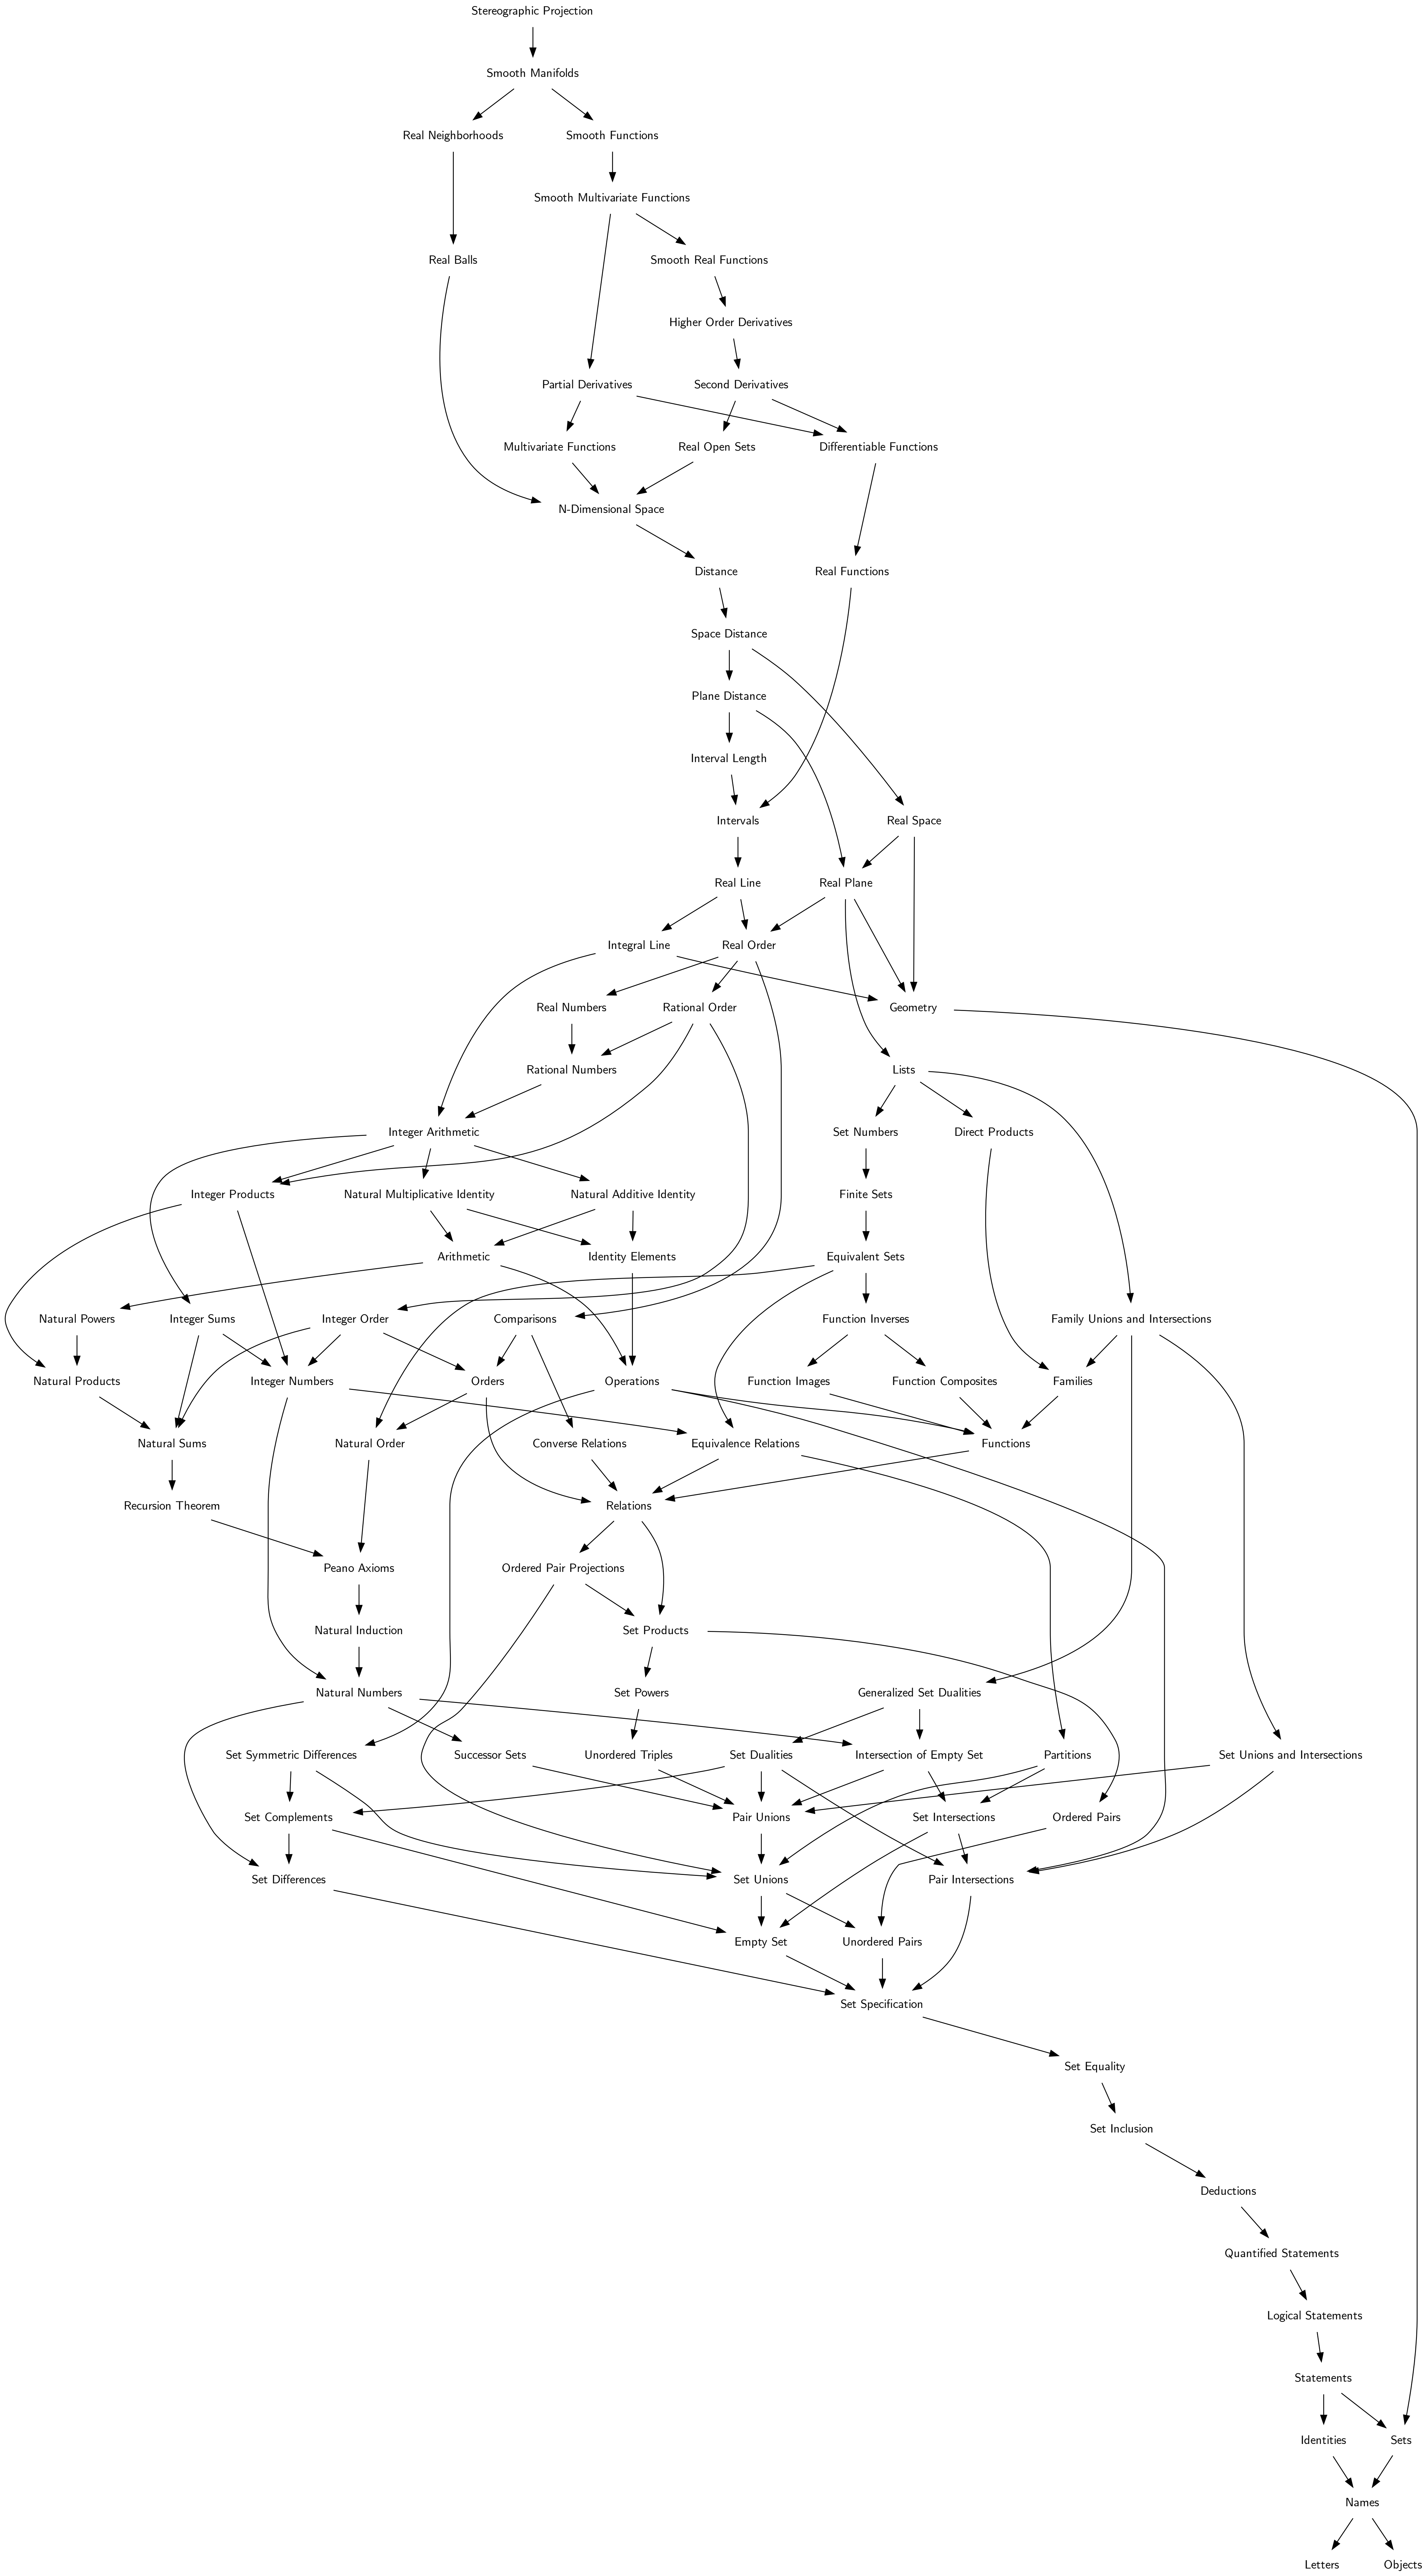 Stereographic Projection
Smooth Manifolds
Real Neighborhoods
Smooth Functions
Smooth Multivariate Functions
Real Balls
Smooth Real Functions
Higher Order Derivatives
Partial Derivatives
Second Derivatives
Multivariate Functions
Real Open Sets
Differentiable Functions
N-Dimensional Space
Distance
Real Functions
Space Distance
Plane Distance
Interval Length
Intervals
Real Space
Real Line
Real Plane
Integral Line
Real Order
Real Numbers
Rational Order
Geometry
Rational Numbers
Lists
Integer Arithmetic
Set Numbers
Direct Products
Integer Products
Natural Multiplicative Identity
Natural Additive Identity
Finite Sets
Arithmetic
Identity Elements
Equivalent Sets
Natural Powers
Integer Sums
Integer Order
Comparisons
Function Inverses
Family Unions and Intersections
Natural Products
Integer Numbers
Orders
Operations
Function Images
Function Composites
Families
Natural Sums
Natural Order
Converse Relations
Equivalence Relations
Functions
Recursion Theorem
Relations
Peano Axioms
Ordered Pair Projections
Natural Induction
Set Products
Natural Numbers
Set Powers
Generalized Set Dualities
Set Symmetric Differences
Successor Sets
Unordered Triples
Set Dualities
Intersection of Empty Set
Partitions
Set Unions and Intersections
Set Complements
Pair Unions
Set Intersections
Ordered Pairs
Set Differences
Set Unions
Pair Intersections
Empty Set
Unordered Pairs
Set Specification
Set Equality
Set Inclusion
Deductions
Quantified Statements
Logical Statements
Statements
Identities
Sets
Names
Letters
Objects